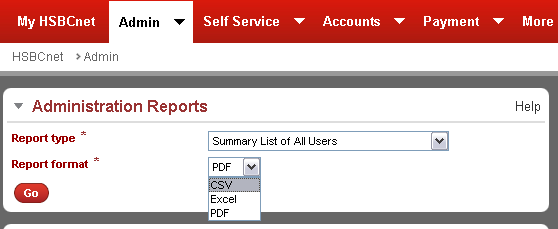 My HSBCnet Admin Self Service Accounts Payment More
HSBCnet > Admin
Administration Reports Help
Report type * Summary List of All Users
Report format * PDF
CSV
Go Excel
PDF